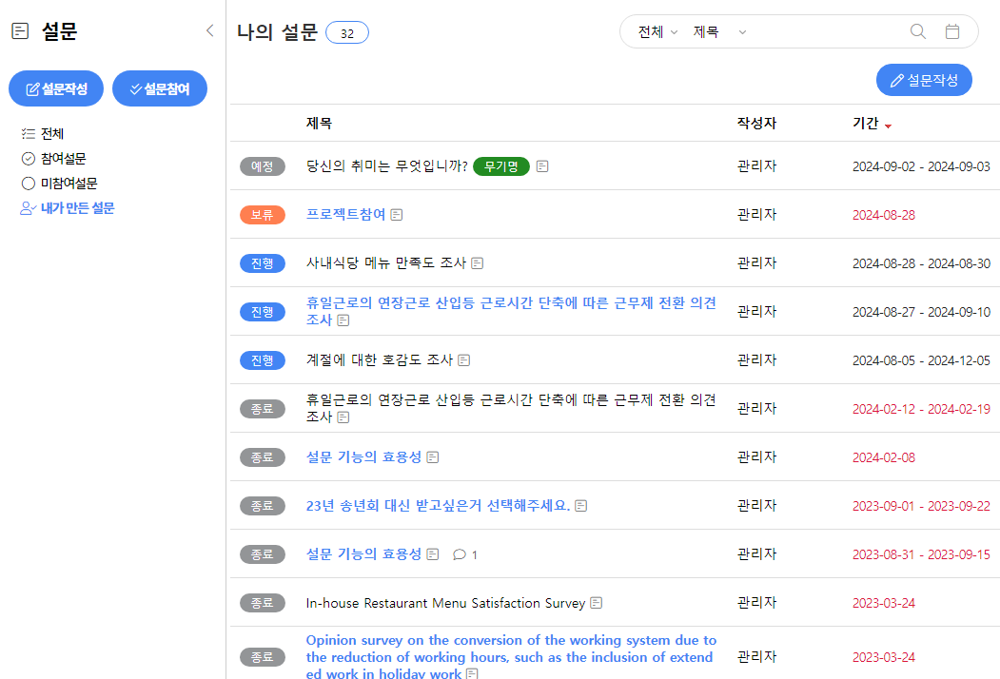 설문
설문작성 설문참여
전체
참여설문
미참여설문
내가 만든 설문
나의 설문 32
전체 제목
설문작성
제목 작성자 기간
예정 당신의 취미는 무엇입니까? 무기명 관리자 2024-09-02 - 2024-09-03
보류 프로젝트참여 관리자 2024-08-28
진행 사내식당 메뉴 만족도 조사 관리자 2024-08-28 - 2024-08-30
진행 휴일근로의 연장근로 산입등 근로시간 단축에 따른 근무제 전환 의견
조사 관리자 2024-08-27 - 2024-09-10
진행 계절에 대한 호감도 조사 관리자 2024-08-05 - 2024-12-05
종료 휴일근로의 연장근로 산입등 근로시간 단축에 따른 근무제 전환 의견
조사 관리자 2024-02-12 - 2024-02-19
종료 설문 기능의 효용성 관리자 2024-02-08
종료 23년 송년회 대신 받고싶은거 선택해주세요. 관리자 2023-09-01 - 2023-09-22
종료 설문 기능의 효용성 1 관리자 2023-08-31 - 2023-09-15
종료 In-house Restaurant Menu Satisfaction Survey 관리자 2023-03-24
Opinion survey on the conversion of the working system due to
종료 the reduction of working hours, such as the inclusion of extend 관리자 2023-03-24
ed work in holiday work